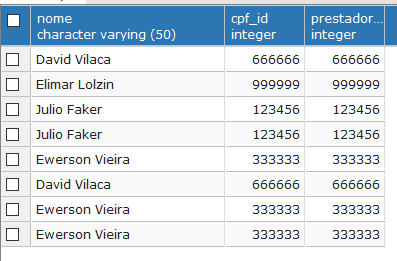 nome cpf_id prestador...
character varying (50) integer integer
David Vilaca 666666 666666
Elimar Lolzin 999999 999999
Julio Faker 123456 123456
Julio Faker 123456 123456
Ewerson Vieira 333333 333333
David Vilaca 666666 666666
Ewerson Vieira 333333 333333
Ewerson Vieira 333333 333333